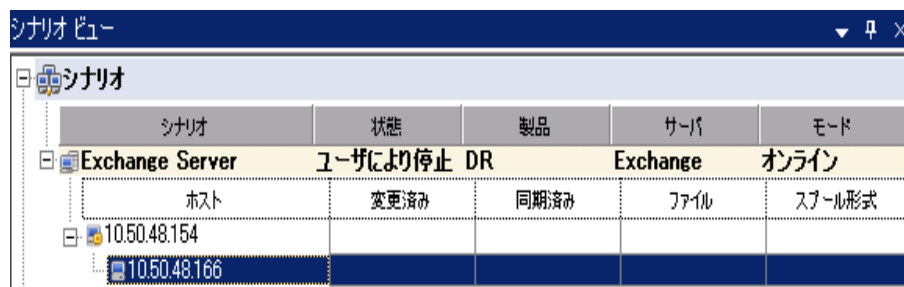 シナリオ ビュー
シナリオ
シナリオ 状態 製品 サーバ モード
Exchange Server ユーザにより停止 DR Exchange オンライン
ホスト 変更済み 同期済み ファイル スプール形式
10.50.48.154
10.50.48.166